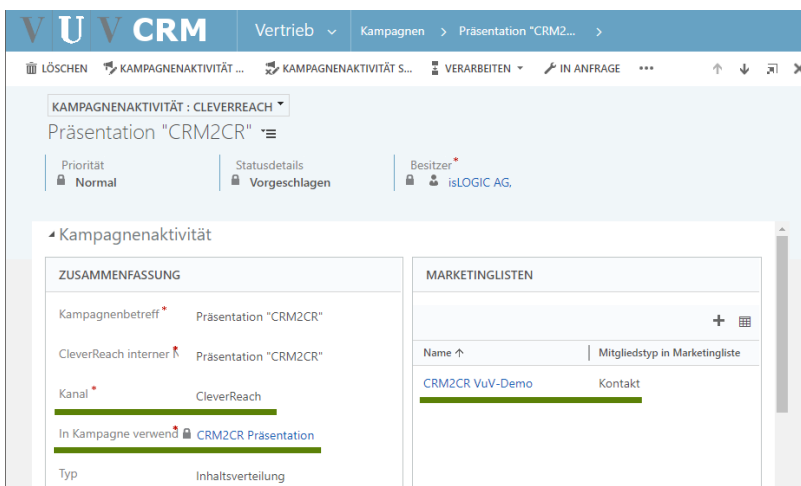 VUV CRM Vertrieb Kampagnen Präsentation "CRM2...
LÖSCHEN KAMPAGNENAKTIVITÄT ... KAMPAGNENAKTIVITÄT S... VERARBEITEN IN ANFRAGE ...
KAMPAGNENAKTIVITÄT : CLEVERREACH
Präsentation "CRM2CR"
Priorität Statusdetails Besitzer*
Normal Vorgeschlagen isLOGIC AG,
Kampagnenaktivität
ZUSAMMENFASSUNG MARKETINGLISTEN
Kampagnenbetreff* Präsentation "CRM2CR"
CleverReach interner N* Präsentation "CRM2CR"
Name Mitgliedstyp in Marketingliste
Kanal* CleverReach
CRM2CR VuV-Demo Kontakt
In Kampagne verwend* CRM2CR Präsentation
Typ Inhaltsverteilung